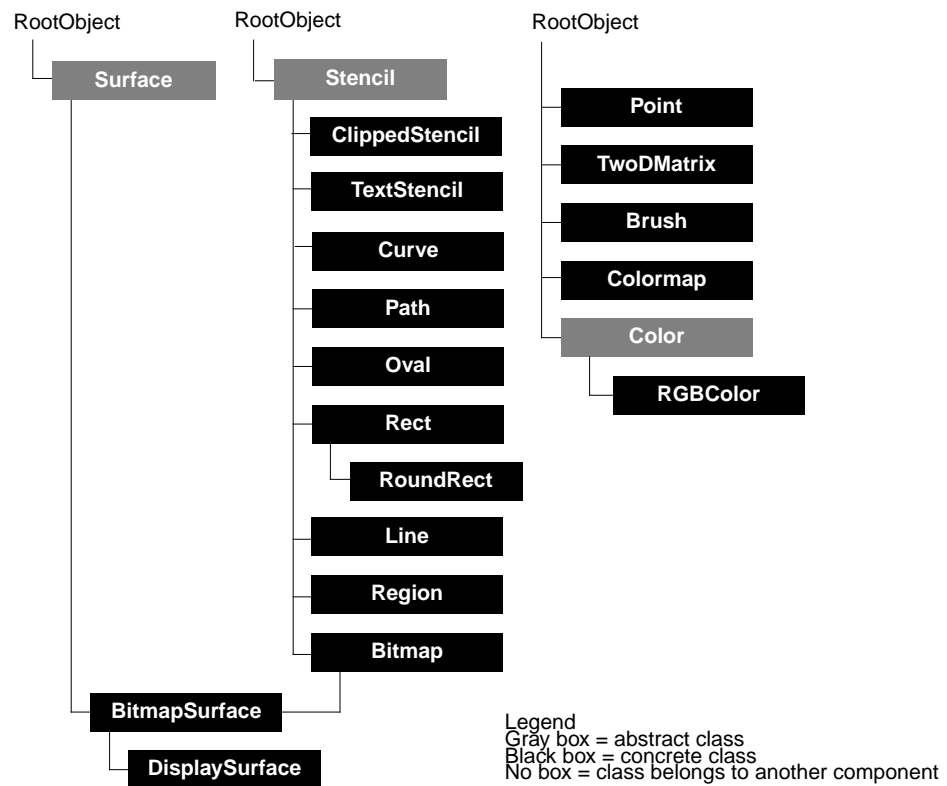 RootObject
Surface
BitmapSurface
DisplaySurface
RootObject
Stencil
ClippedStencil
TextStencil
Curve
Path
Oval
Rect
RoundRect
Line
Region
Bitmap
RootObject
Point
TwoDMatrix
Brush
Colormap
Color
RGBColor
Legend
Gray box = abstract class
Black box = concrete class
No box = class belongs to another component